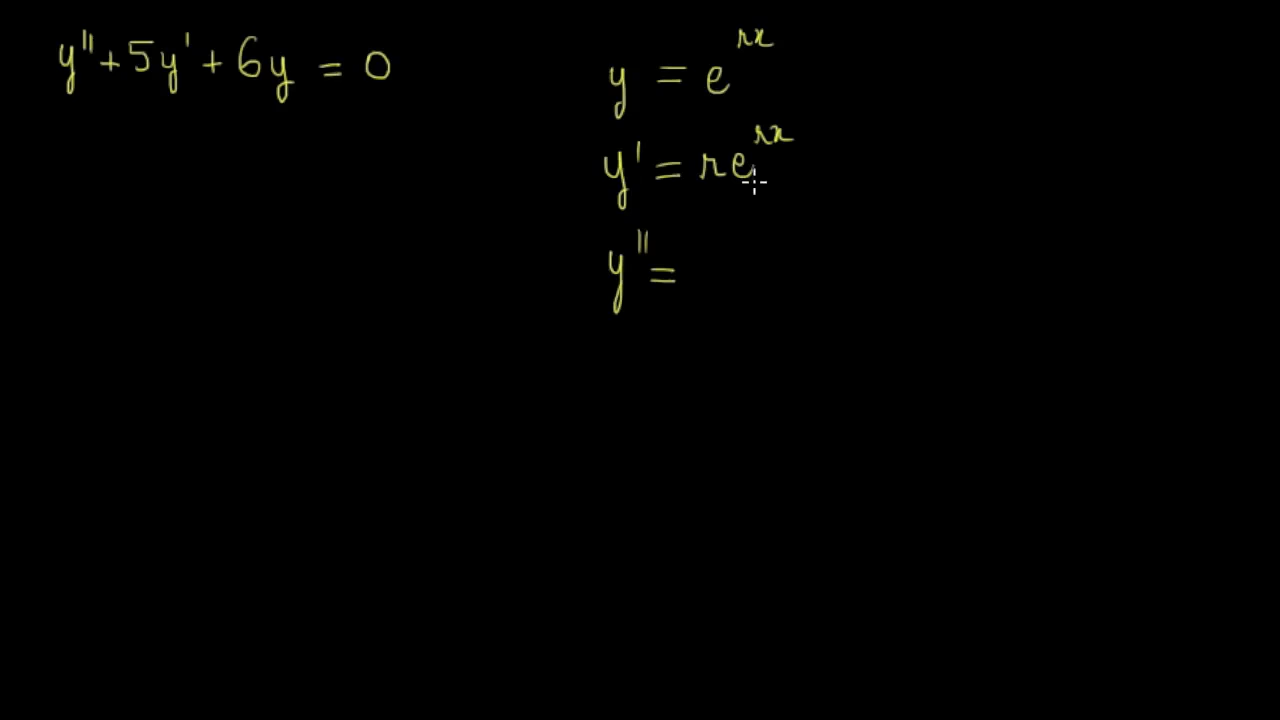 y'' + 5y' + 6y = 0
y = e^{rx}
y' = re^{rx}
y'' =